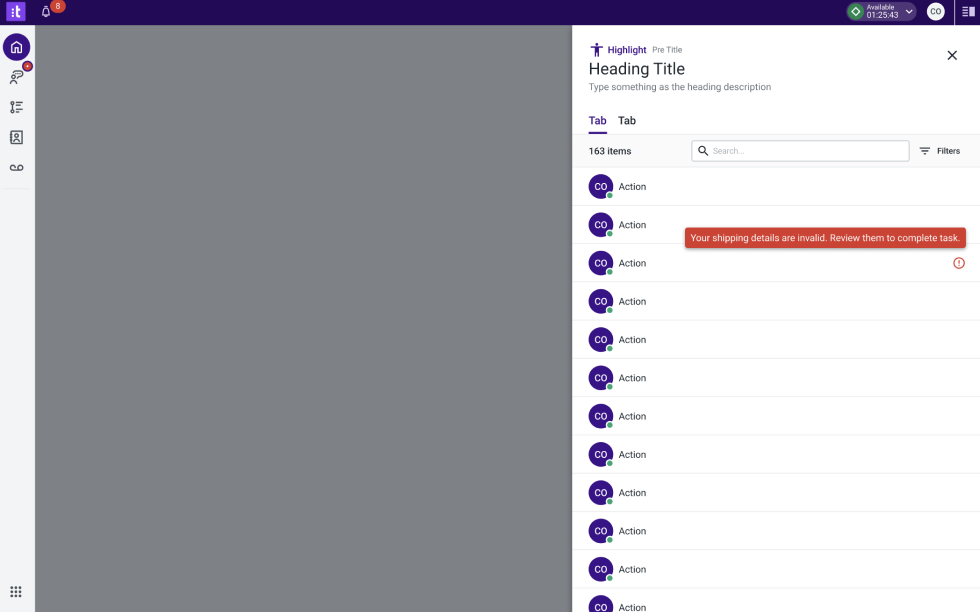 :t
8
Available
01:25:43
CO
Highlight Pre Title
Heading Title
Type something as the heading description
Tab Tab
163 items
Search...
Filters
CO Action
CO Action
Your shipping details are invalid. Review them to complete task.
CO Action
CO Action
CO Action
CO Action
CO Action
CO Action
CO Action
CO Action
CO Action
CO Action